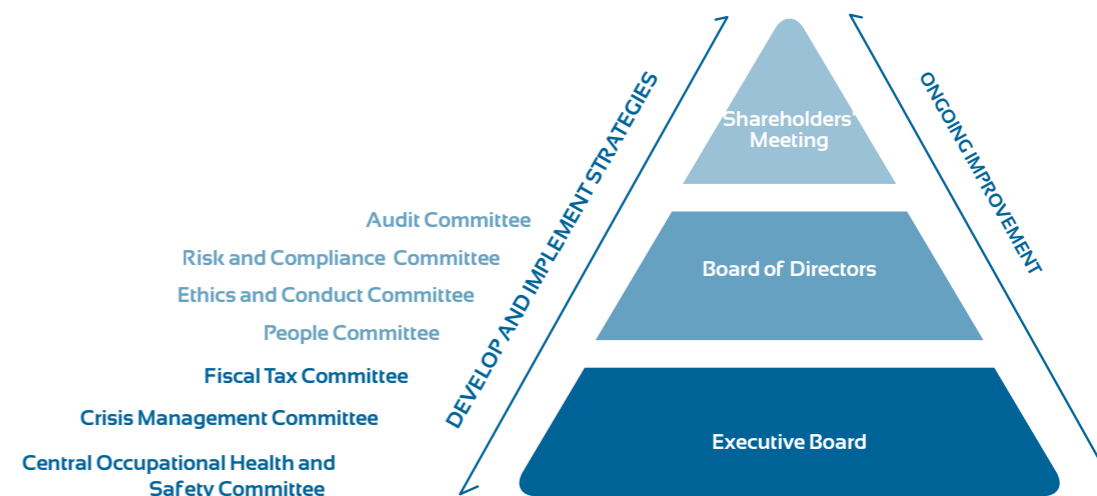 Shareholders'
Meeting
DEVELOP AND IMPLEMENT STRATEGIES
ONGOING IMPROVEMENT
Audit Committee
Risk and Compliance Committee
Ethics and Conduct Committee
People Committee
Board of Directors
Fiscal Tax Committee
Crisis Management Committee
Central Occupational Health and
Safety Committee
Executive Board